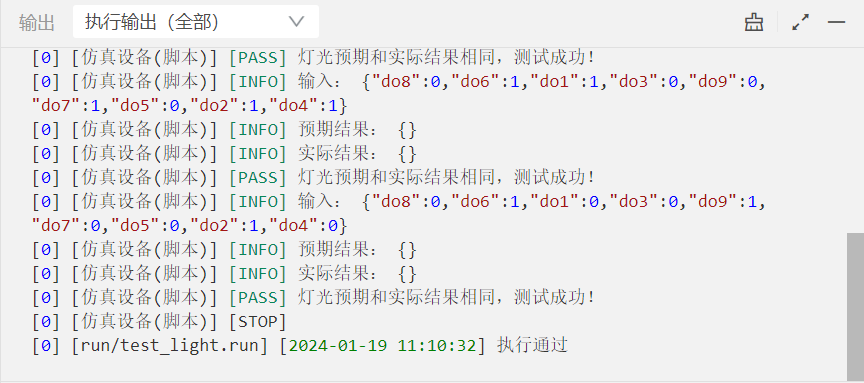 输出 执行输出（全部）
[0] [仿真设备(脚本)] [PASS] 灯光预期和实际结果相同，测试成功！
[0] [仿真设备(脚本)] [INFO] 输入： {"do8":0,"do6":1,"do1":1,"do3":0,"do9":0,
"do7":1,"do5":0,"do2":1,"do4":1}
[0] [仿真设备(脚本)] [INFO] 预期结果： {}
[0] [仿真设备(脚本)] [INFO] 实际结果： {}
[0] [仿真设备(脚本)] [PASS] 灯光预期和实际结果相同，测试成功！
[0] [仿真设备(脚本)] [INFO] 输入： {"do8":0,"do6":1,"do1":0,"do3":0,"do9":1,
"do7":0,"do5":0,"do2":1,"do4":0}
[0] [仿真设备(脚本)] [INFO] 预期结果： {}
[0] [仿真设备(脚本)] [INFO] 实际结果： {}
[0] [仿真设备(脚本)] [PASS] 灯光预期和实际结果相同，测试成功！
[0] [仿真设备(脚本)] [STOP]
[0] [run/test_light.run] [2024-01-19 11:10:32] 执行通过